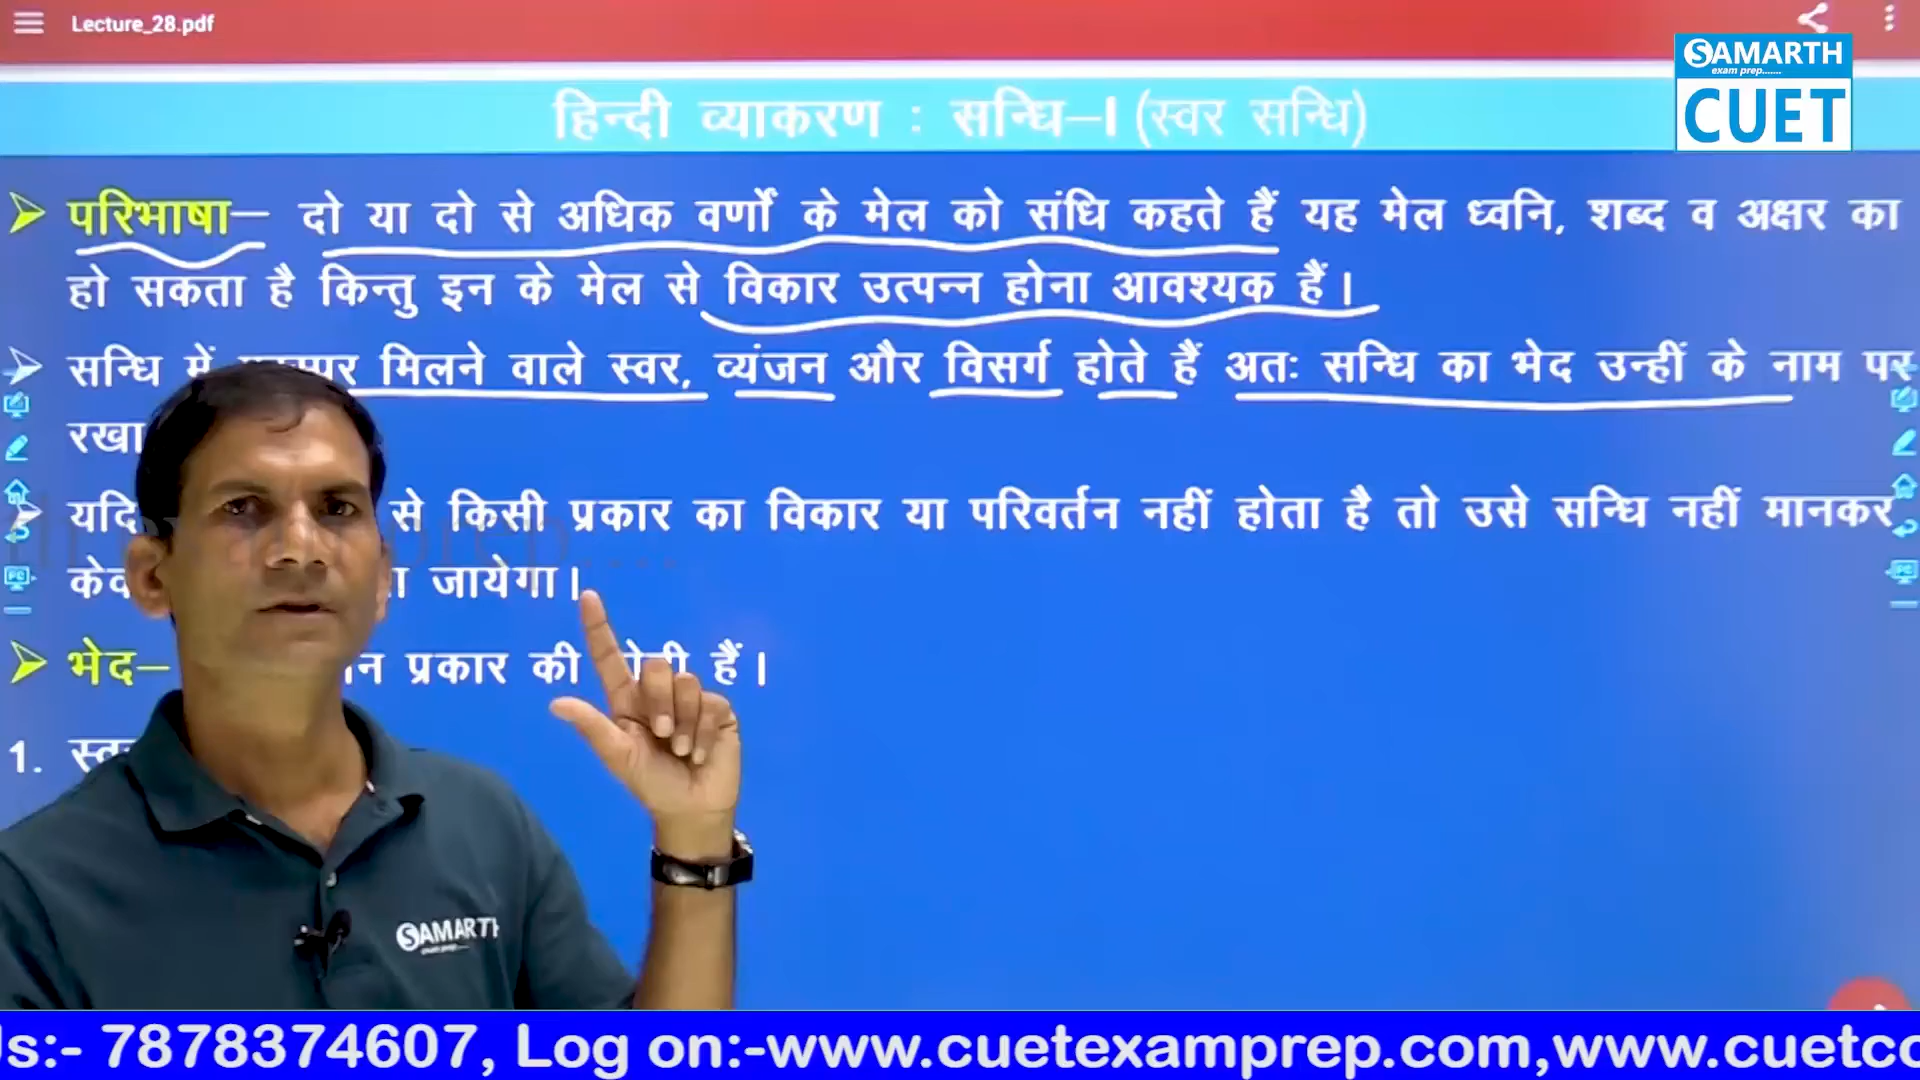 Lecture_28.pdf
SAMARTH
exam prep.......
CUET
हिन्दी व्याकरण : सन्धि–I (स्वर सन्धि)
परिभाषा– दो या दो से अधिक वर्णों के मेल को संधि कहते हैं यह मेल ध्वनि, शब्द व अक्षर का
हो सकता है किन्तु इन के मेल से विकार उत्पन्न होना आवश्यक हैं।
सन्धि में मिलने वाले स्वर, व्यंजन और विसर्ग होते हैं अतः सन्धि का भेद उन्हीं के नाम पर
रखा
यदि से किसी प्रकार का विकार या परिवर्तन नहीं होता है तो उसे सन्धि नहीं मानकर
जायेगा।
भेद– प्रकार की हैं।
1.
SAMARTH
Us:- 7878374607, Log on:-www.cuetexamprep.com,www.cuetco